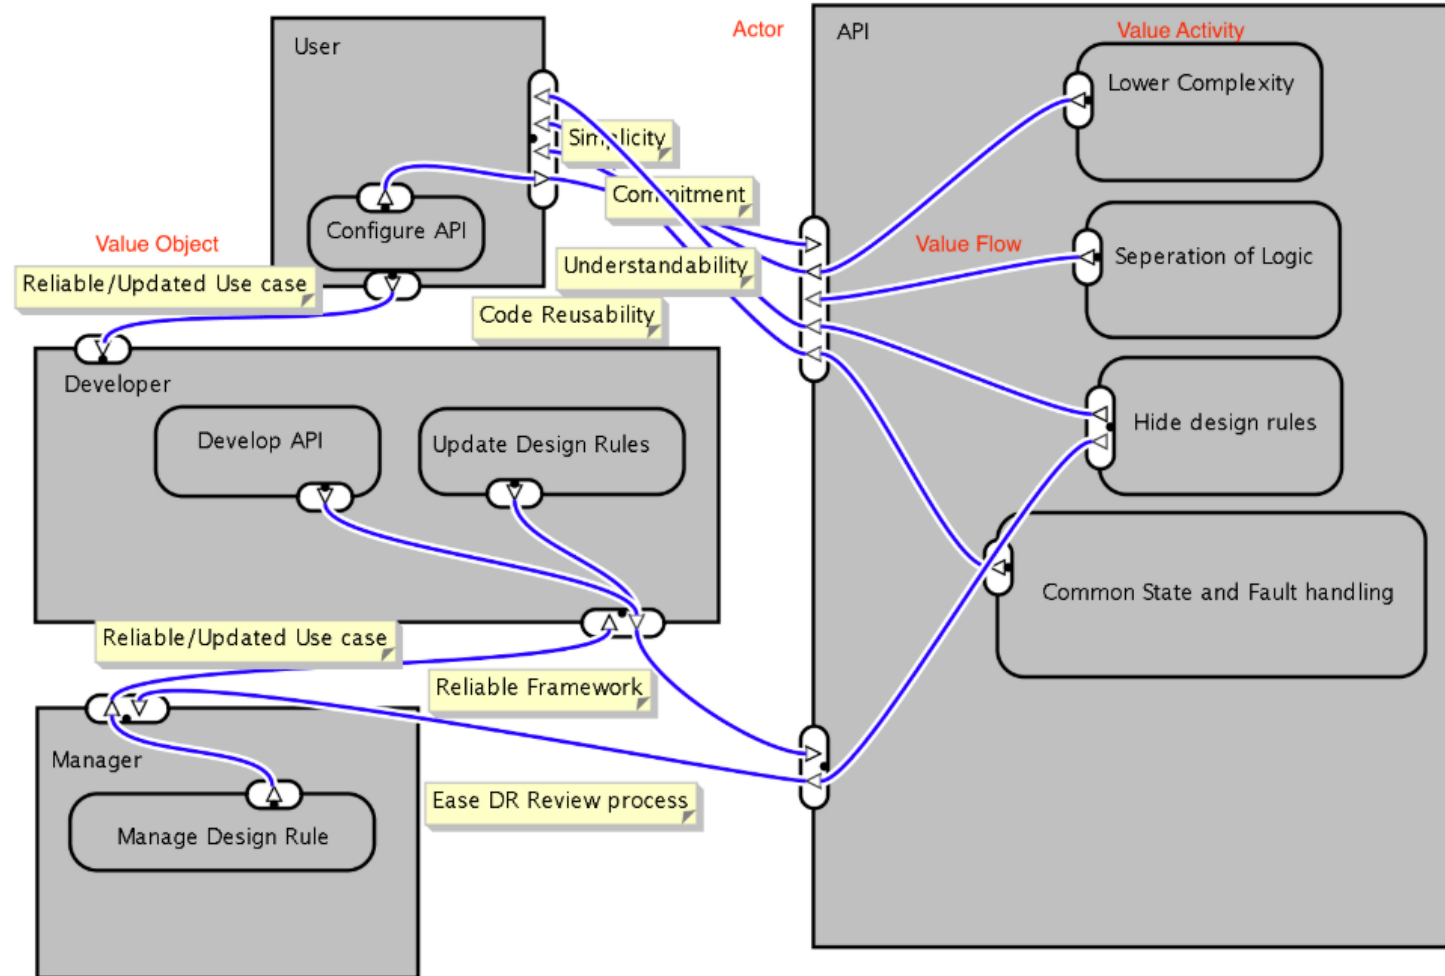 User
Actor
API
Value Activity
Lower Complexity
Simplicity
Commitment
Configure API
Value Object
Value Flow
Seperation of Logic
Understandability
Reliable/Updated Use case
Code Reusability
Developer
Develop API
Update Design Rules
Hide design rules
Common State and Fault handling
Reliable/Updated Use case
Reliable Framework
Manager
Ease DR Review process
Manage Design Rule